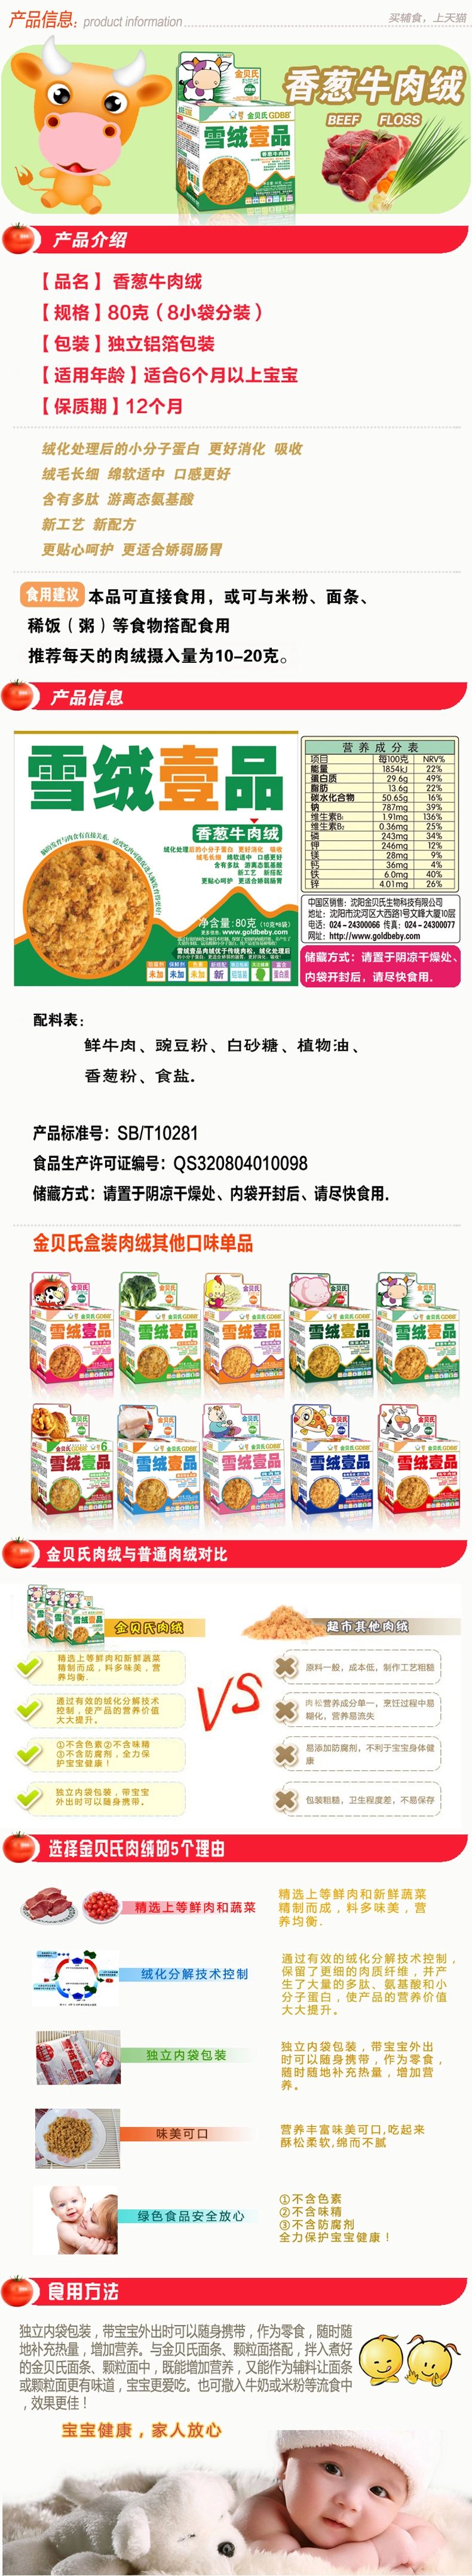 产品信息: product information
买辅食，上天猫
金贝氏
金贝氏GDBB
雪绒壹品
香葱牛肉绒
BEEF FLOSS
产品介绍
【品名】香葱牛肉绒
【规格】80克（8小袋分装）
【包装】独立铝箔包装
【适用年龄】适合6个月以上宝宝
【保质期】12个月
绒化处理后的小分子蛋白 更好消化 吸收
绒毛长细 绵软适中 口感更好
含有多肽 游离态氨基酸
新工艺 新配方
更贴心呵护 更适合娇弱肠胃
食用建议 本品可直接食用，或可与米粉、面条、
稀饭（粥）等食物搭配食用
推荐每天的肉绒摄入量为10-20克。
产品信息
雪绒壹品
香葱牛肉绒
绒化处理后的小分子蛋白 更好消化 吸收
绒毛长细 绵软适中 口感更好
含有多肽 游离态氨基酸
新工艺 新搭配
更贴心呵护 更适合娇弱肠胃
净含量:80克（10克*8袋）
www.goldbeby.com
营养成分表
项目 每100克 NRV%
能量 1854kJ 22%
蛋白质 29.6g 49%
脂肪 13.6g 22%
碳水化合物 50.65g 16%
钠 787mg 39%
维生素B₁ 1.91mg 136%
维生素B₂ 0.36mg 25%
磷 243mg 34%
钾 246mg 12%
镁 28mg 9%
钙 36mg 4%
铁 6.0mg 40%
锌 4.01mg 26%
中国区销售：沈阳金贝氏生物科技有限公司
地址：沈阳市沈河区大西路1号文峰大厦10层
电话：024-24300066 传真：024-24300077
网址：http://www.goldbeby.com
储藏方式：请置于阴凉干燥处、
内袋开封后，请尽快食用.
配料表：
鲜牛肉、豌豆粉、白砂糖、植物油、
香葱粉、食盐.
产品标准号：SB/T10281
食品生产许可证编号：QS320804010098
储藏方式：请置于阴凉干燥处、内袋开封后、请尽快食用.
金贝氏盒装肉绒其他口味单品
雪绒壹品
雪绒壹品
雪绒壹品
雪绒壹品
雪绒壹品
雪绒壹品
雪绒壹品
雪绒壹品
雪绒壹品
雪绒壹品
金贝氏肉绒与普通肉绒对比
金贝氏肉绒
超市其他肉绒
VS
精选上等鲜肉和新鲜蔬菜
精制而成，料多味美，营
养均衡.
原料一般，成本低，制作工艺粗糙
通过有效的绒化分解技术
控制，使产品的营养价值
大大提升。
肉松营养成分单一，烹饪过程中易
糊化，营养易流失
①不含色素②不含味精
③不含防腐剂，全力保
护宝宝健康！
易添加防腐剂，不利于宝宝身体健
康
独立内袋包装，带宝宝
外出时可以随身携带。
包装粗糙，卫生程度差，不易保存
选择金贝氏肉绒的5个理由
精选上等鲜肉和蔬菜
精选上等鲜肉和新鲜蔬菜
精制而成，料多味美，营
养均衡.
绒化分解技术控制
通过有效的绒化分解技术控制，
保留了更细的肉质纤维，并产
生了大量的多肽、氨基酸和小
分子蛋白，使产品的营养价值
大大提升。
独立内袋包装
独立内袋包装，带宝宝外出
时可以随身携带，作为零食，
随时随地补充热量，增加营
养。
味美可口
营养丰富味美可口,吃起来
酥松柔软,绵而不腻
绿色食品安全放心
①不含色素
②不含味精
③不含防腐剂
全力保护宝宝健康！
食用方法
独立内袋包装，带宝宝外出时可以随身携带，作为零食，随时随
地补充热量，增加营养。与金贝氏面条、颗粒面搭配，拌入煮好
的金贝氏面条、颗粒面中，既能增加营养，又能作为辅料让面条
或颗粒面更有味道，宝宝更爱吃。也可撒入牛奶或米粉等流食中
，效果更佳！
宝宝健康，家人放心